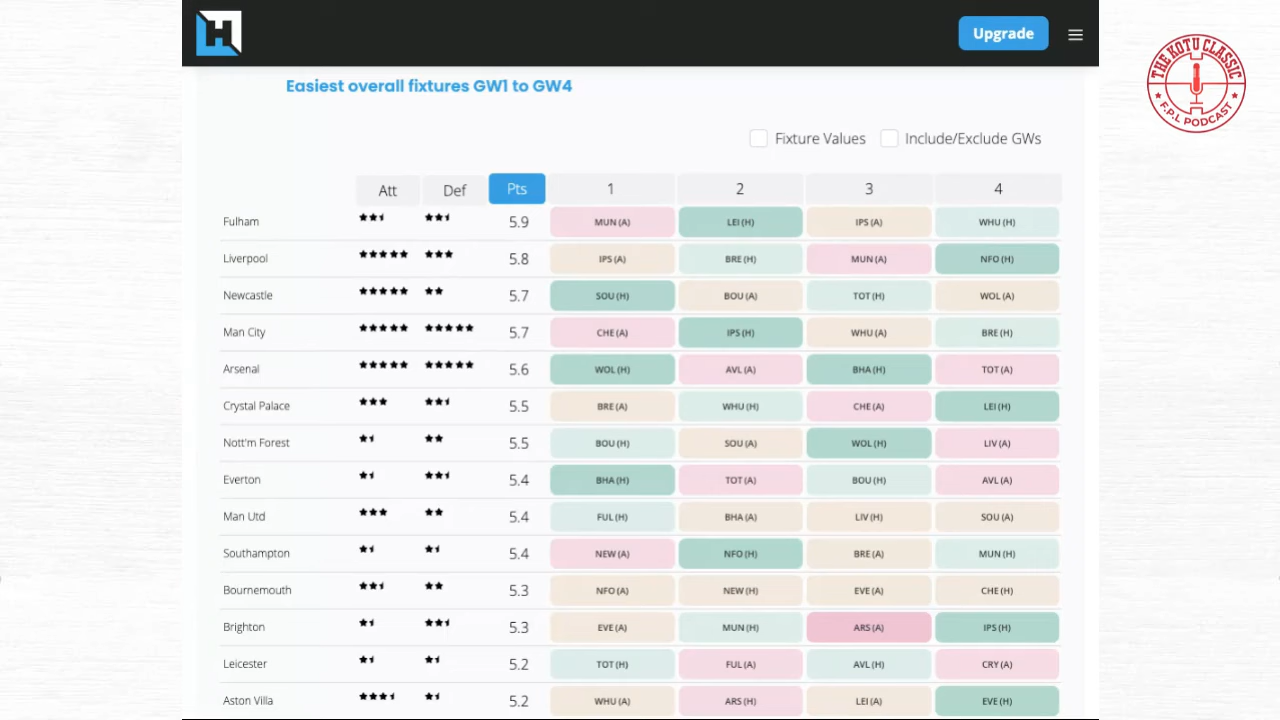 H
Upgrade
THE KOTU CLASSIC
F.P.L PODCAST
Easiest overall fixtures GW1 to GW4
Fixture Values Include/Exclude GWs
Att Def Pts 1 2 3 4
Fulham 5.9 MUN (A) LEI (H) IPS (A) WHU (H)
Liverpool 5.8 IPS (A) BRE (H) MUN (A) NFO (H)
Newcastle 5.7 SOU (H) BOU (A) TOT (H) WOL (A)
Man City 5.7 CHE (A) IPS (H) WHU (A) BRE (H)
Arsenal 5.6 WOL (H) AVL (A) BHA (H) TOT (A)
Crystal Palace 5.5 BRE (A) WHU (H) CHE (A) LEI (H)
Nott'm Forest 5.5 BOU (H) SOU (A) WOL (H) LIV (A)
Everton 5.4 BHA (H) TOT (A) BOU (H) AVL (A)
Man Utd 5.4 FUL (H) BHA (A) LIV (H) SOU (A)
Southampton 5.4 NEW (A) NFO (H) BRE (A) MUN (H)
Bournemouth 5.3 NFO (A) NEW (H) EVE (A) CHE (H)
Brighton 5.3 EVE (A) MUN (H) ARS (A) IPS (H)
Leicester 5.2 TOT (H) FUL (A) AVL (H) CRY (A)
Aston Villa 5.2 WHU (A) ARS (H) LEI (A) EVE (H)